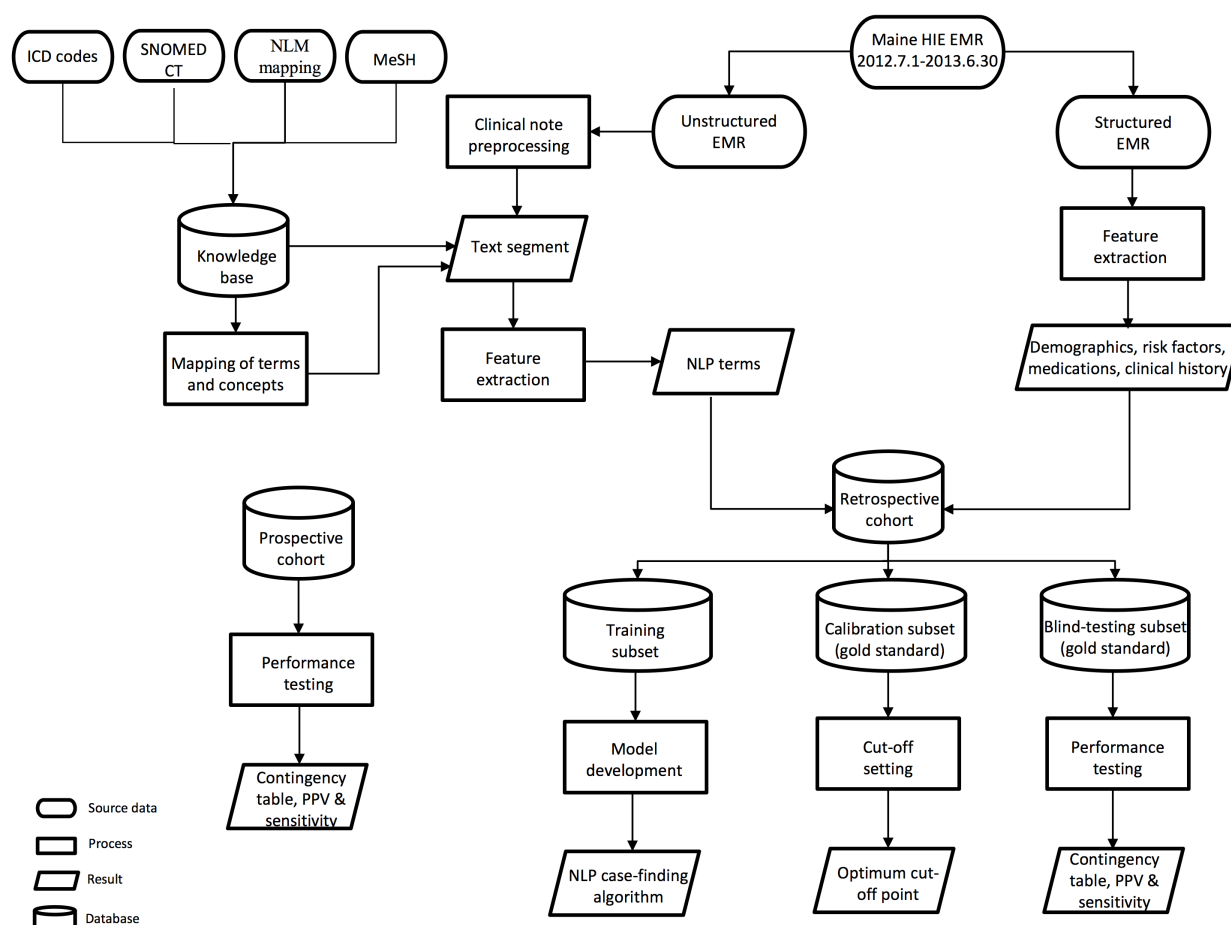 ICD codes
SNOMED
CT
NLM
mapping
MeSH
Maine HIE EMR
2012.7.1-2013.6.30
Clinical note
preprocessing
Unstructured
EMR
Structured
EMR
Knowledge
base
Text segment
Feature
extraction
Mapping of terms
and concepts
Feature
extraction
NLP terms
Demographics, risk factors,
medications, clinical history
Retrospective
cohort
Prospective
cohort
Training
subset
Calibration subset
(gold standard)
Blind-testing subset
(gold standard)
Performance
testing
Model
development
Cut-off
setting
Performance
testing
Contingency
table, PPV &
sensitivity
NLP case-finding
algorithm
Optimum cut-
off point
Contingency
table, PPV &
sensitivity
Source data
Process
Result
Database